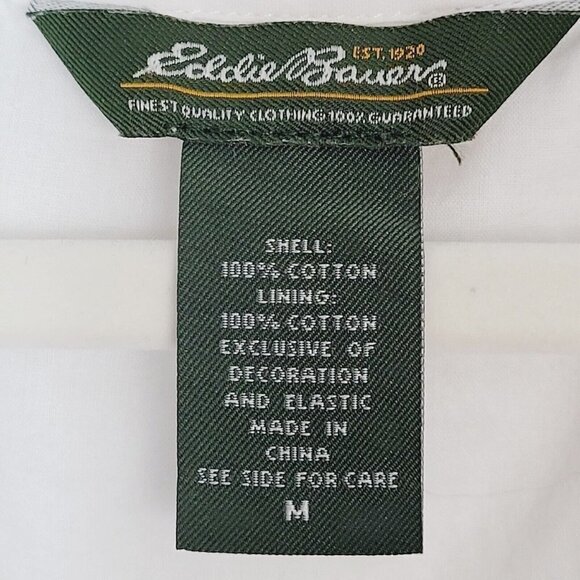 EST. 1920
Eddie Bauer®
FINEST QUALITY CLOTHING 100% GUARANTEED
SHELL:
100% COTTON
LINING:
100% COTTON
EXCLUSIVE OF
DECORATION
AND ELASTIC
MADE IN
CHINA
SEE SIDE FOR CARE
M